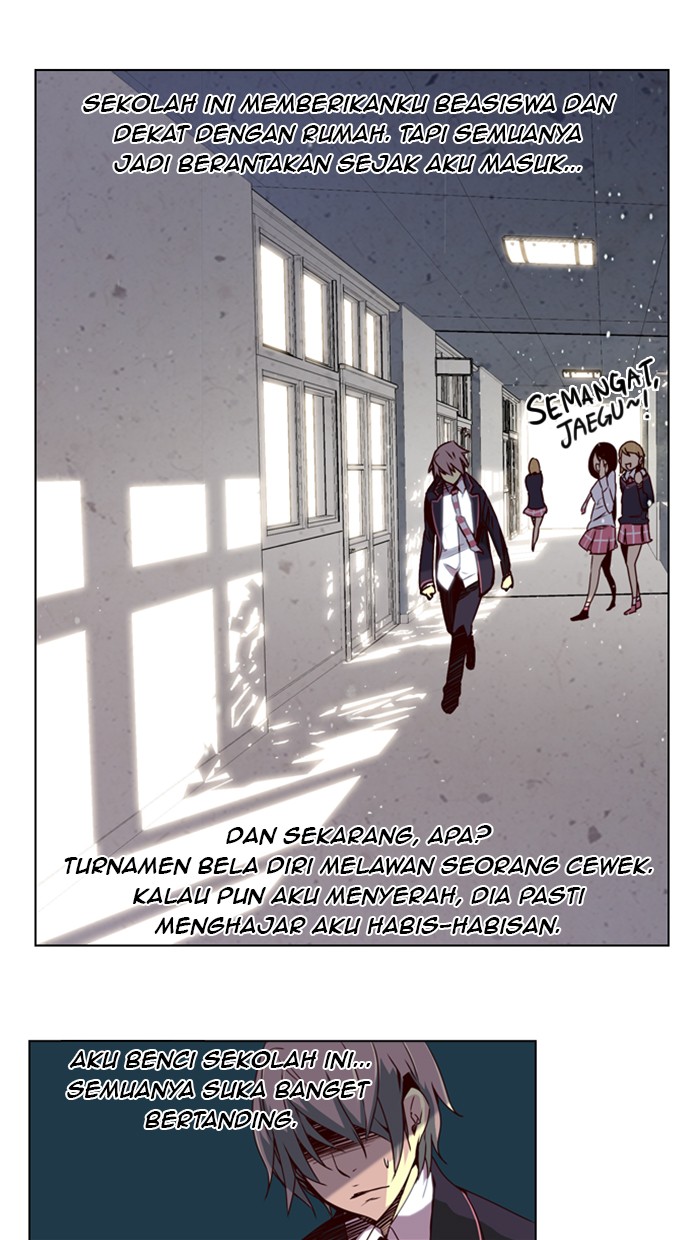 SEKOLAH INI MEMBERIKANKU BEASISWA DAN
DEKAT DENGAN RUMAH. TAPI SEMUANYA
JADI BERANTAKAN SEJAK AKU MASUK...
SEMANGAT,
JAEGU~!
DAN SEKARANG, APA?
TURNAMEN BELA DIRI MELAWAN SEORANG CEWEK.
KALAU PUN AKU MENYERAH, DIA PASTI
MENGHAJAR AKU HABIS-HABISAN.
AKU BENCI SEKOLAH INI...
SEMUANYA SUKA BANGET
BERTANDING.